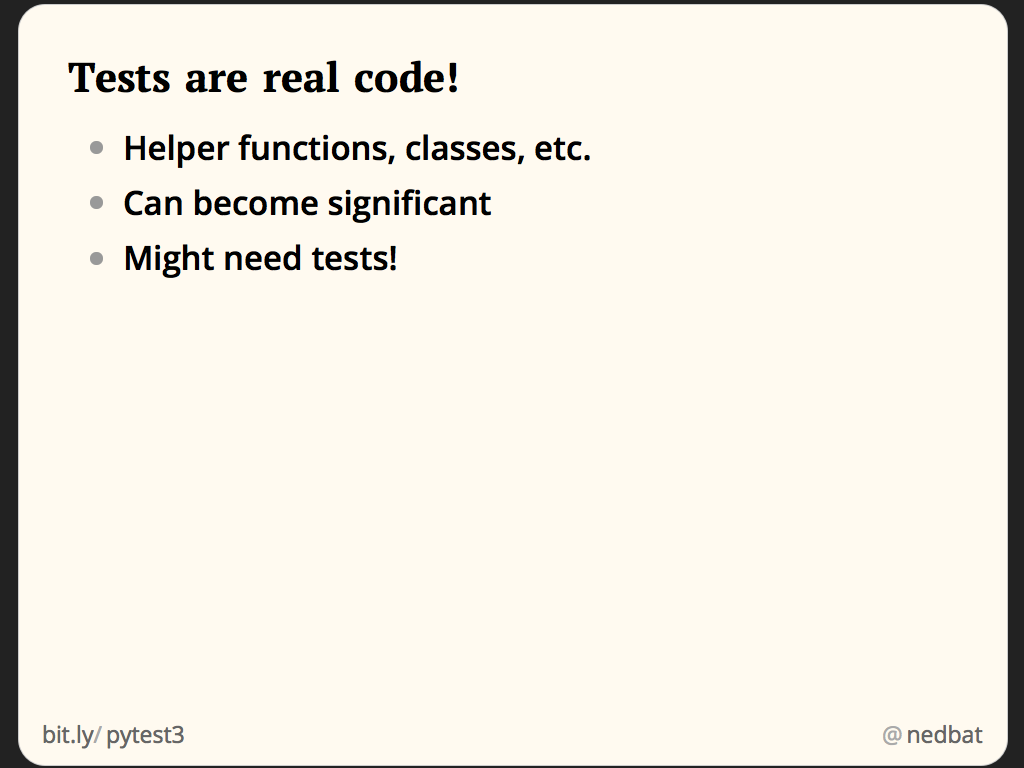 Tests are real code!
Helper functions, classes, etc.
Can become significant
Might need tests!
bit.ly/pytest3
@nedbat